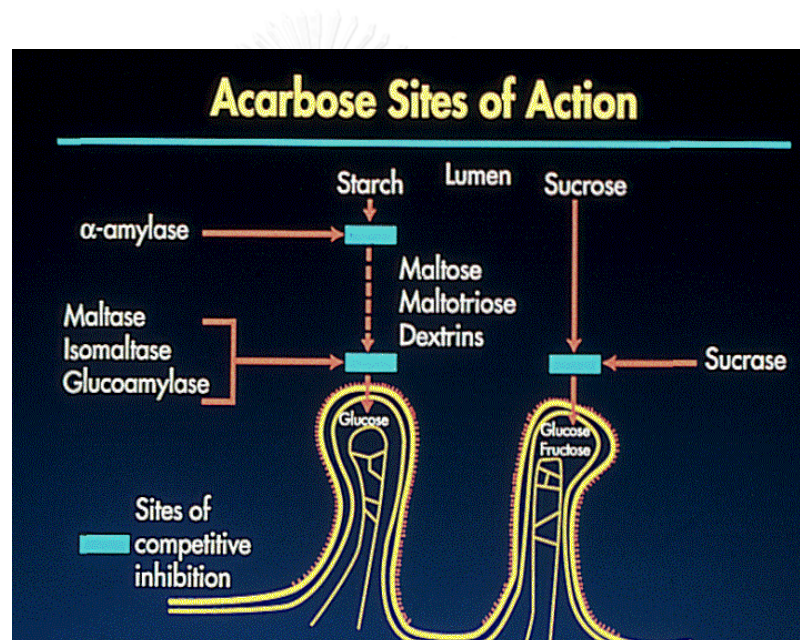 Acarbose Sites of Action
Starch
Lumen
Sucrose
α-amylase
Maltose
Maltotriose
Dextrins
Maltase
Isomaltase
Glucoamylase
Sucrase
Glucose
Glucose
Fructose
Sites of
competitive
inhibition